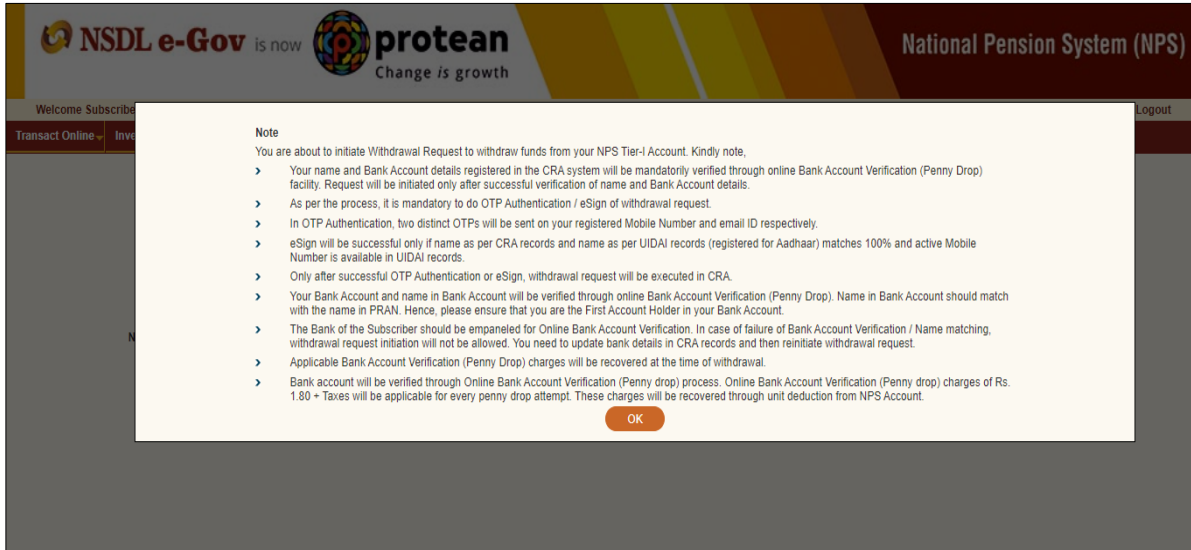 NSDL e-Gov is now protean
Change is growth
National Pension System (NPS)
Welcome Subscribe
Logout
Transact Online
Inve
Note
You are about to initiate Withdrawal Request to withdraw funds from your NPS Tier-I Account. Kindly note,
› Your name and Bank Account details registered in the CRA system will be mandatorily verified through online Bank Account Verification (Penny Drop)
facility. Request will be initiated only after successful verification of name and Bank Account details.
› As per the process, it is mandatory to do OTP Authentication / eSign of withdrawal request.
› In OTP Authentication, two distinct OTPs will be sent on your registered Mobile Number and email ID respectively.
› eSign will be successful only if name as per CRA records and name as per UIDAI records (registered for Aadhaar) matches 100% and active Mobile
Number is available in UIDAI records.
› Only after successful OTP Authentication or eSign, withdrawal request will be executed in CRA.
› Your Bank Account and name in Bank Account will be verified through online Bank Account Verification (Penny Drop). Name in Bank Account should match
with the name in PRAN. Hence, please ensure that you are the First Account Holder in your Bank Account.
N
› The Bank of the Subscriber should be empaneled for Online Bank Account Verification. In case of failure of Bank Account Verification / Name matching,
withdrawal request initiation will not be allowed. You need to update bank details in CRA records and then reinitiate withdrawal request.
› Applicable Bank Account Verification (Penny Drop) charges will be recovered at the time of withdrawal.
› Bank account will be verified through Online Bank Account Verification (Penny drop) process. Online Bank Account Verification (Penny drop) charges of Rs.
1.80 + Taxes will be applicable for every penny drop attempt. These charges will be recovered through unit deduction from NPS Account.
OK